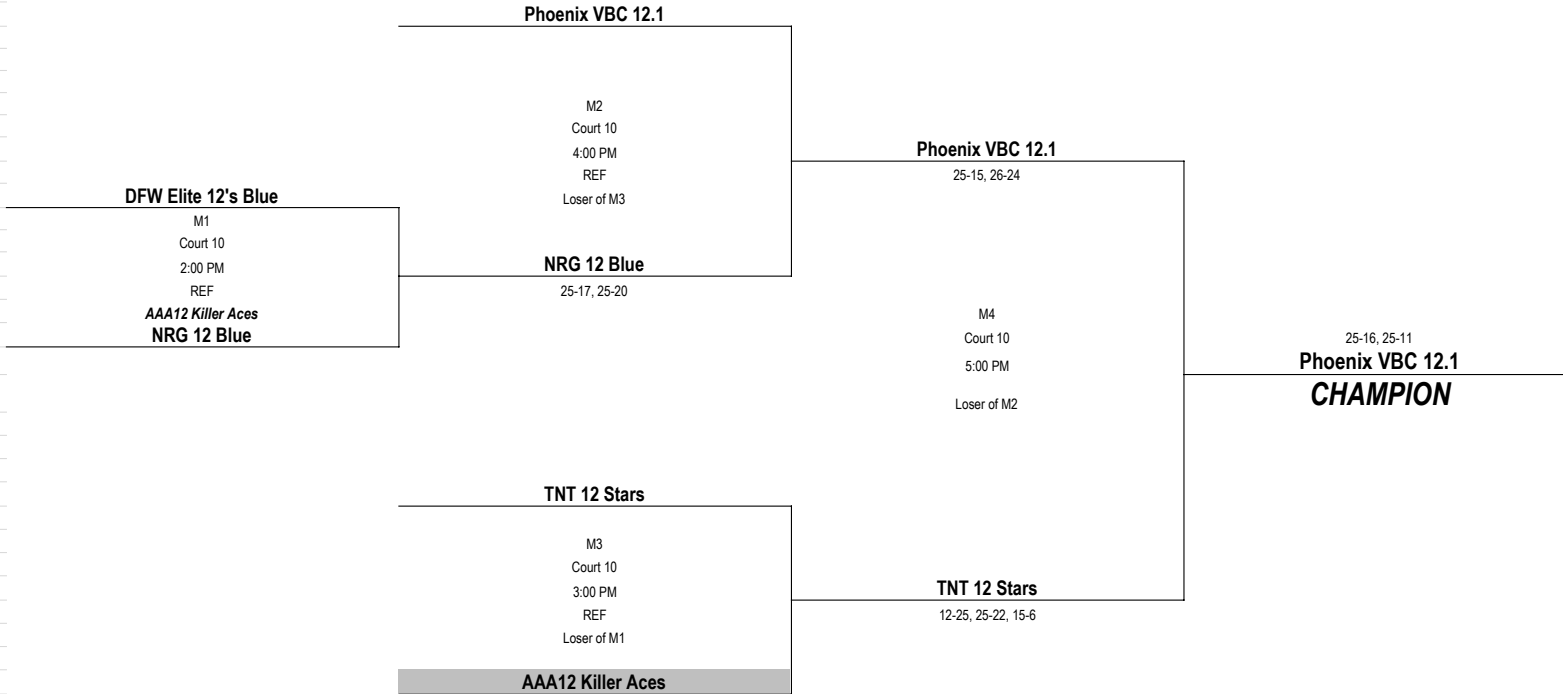 Phoenix VBC 12.1
M2
Court 10
4:00 PM
REF
Loser of M3
Phoenix VBC 12.1
25-15, 26-24
DFW Elite 12's Blue
M1
Court 10
2:00 PM
REF
AAA12 Killer Aces
NRG 12 Blue
NRG 12 Blue
25-17, 25-20
M4
Court 10
5:00 PM
Loser of M2
25-16, 25-11
Phoenix VBC 12.1
CHAMPION
TNT 12 Stars
M3
Court 10
3:00 PM
REF
Loser of M1
TNT 12 Stars
12-25, 25-22, 15-6
AAA12 Killer Aces